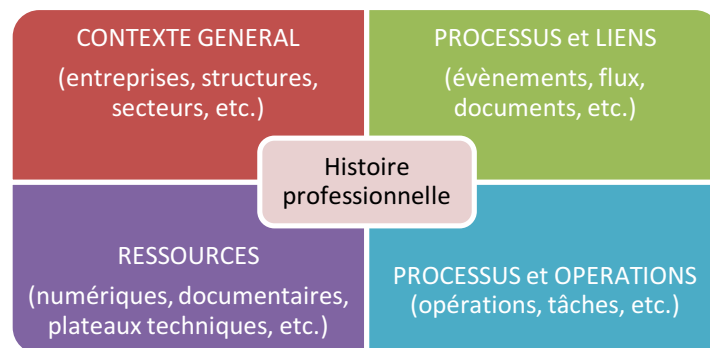 CONTEXTE GENERAL
(entreprises, structures,
secteurs, etc.)
PROCESSUS et LIENS
(évènements, flux,
documents, etc.)
Histoire
professionnelle
RESSOURCES
(numériques, documentaires,
plateaux techniques, etc.)
PROCESSUS et OPERATIONS
(opérations, tâches, etc.)